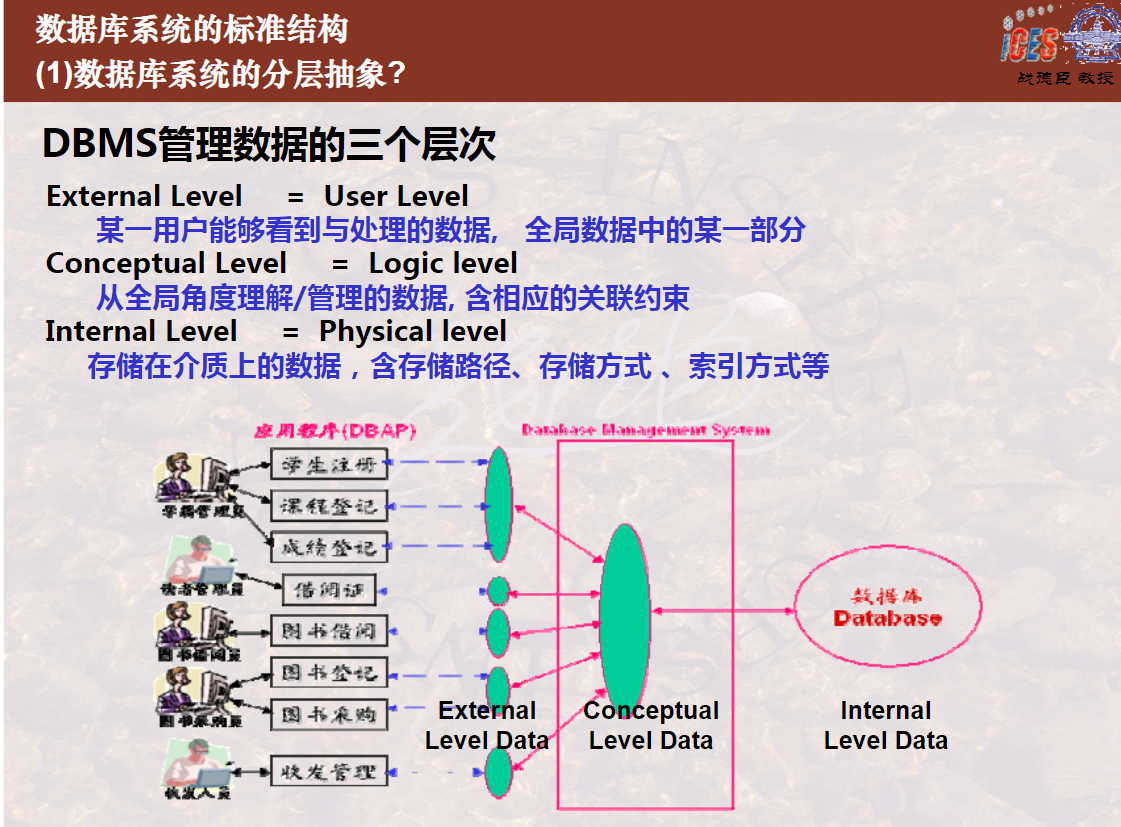 数据库系统的标准结构
(1)数据库系统的分层抽象?
ICES
战德臣 教授
DBMS管理数据的三个层次
External Level = User Level
某一用户能够看到与处理的数据, 全局数据中的某一部分
Conceptual Level = Logic level
从全局角度理解/管理的数据, 含相应的关联约束
Internal Level = Physical level
存储在介质上的数据，含存储路径、存储方式 、索引方式等
应用程序(DBAP)
Database Management System
学生注册
课程登记
学籍管理员
成绩登记
借阅证
读者管理员
图书借阅
图书借阅员
图书登记
图书采购
图书采购员
收发管理
收发人员
数据库
Database
External
Level Data
Conceptual
Level Data
Internal
Level Data